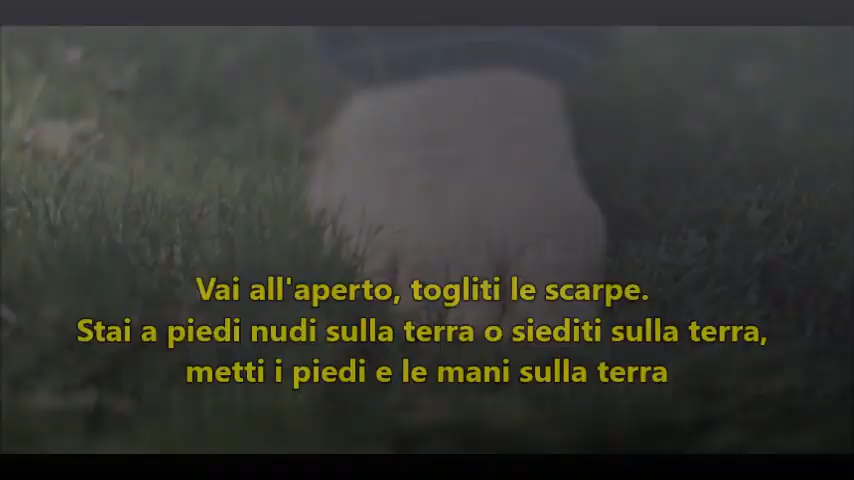 Vai all'aperto, togliti le scarpe.
Stai a piedi nudi sulla terra o siediti sulla terra,
metti i piedi e le mani sulla terra